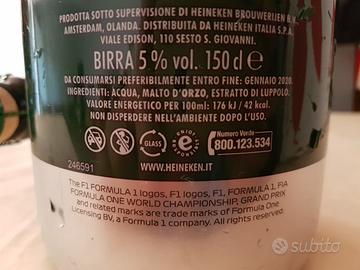 PRODOTTA SOTTO SUPERVISIONE DI HEINEKEN BROUWERIJEN B.V.
AMSTERDAM, OLANDA. DISTRIBUITA DA HEINEKEN ITALIA S.P.A.
VIALE EDISON, 110 SESTO S. GIOVANNI.
BIRRA 5% vol. 150 cl e
DA CONSUMARSI PREFERIBILMENTE ENTRO FINE: GENNAIO 2020
INGREDIENTI: ACQUA, MALTO D'ORZO, ESTRATTO DI LUPPOLO.
VALORE ENERGETICO PER 100ml: 176 kJ / 42 kcal
NON DISPERDERE NELL'AMBIENTE DOPO L'USO.
GLASS
enjoy
Numero Verde
800.123.534
246591
WWW.HEINEKEN.IT
The F1 FORMULA 1 logos, F1 logos, F1, FORMULA 1, FIA
FORMULA ONE WORLD CHAMPIONSHIP, GRAND PRIX
and related marks are trade marks of Formula One
Licensing BV, a Formula 1 company. All rights reserved.
subito